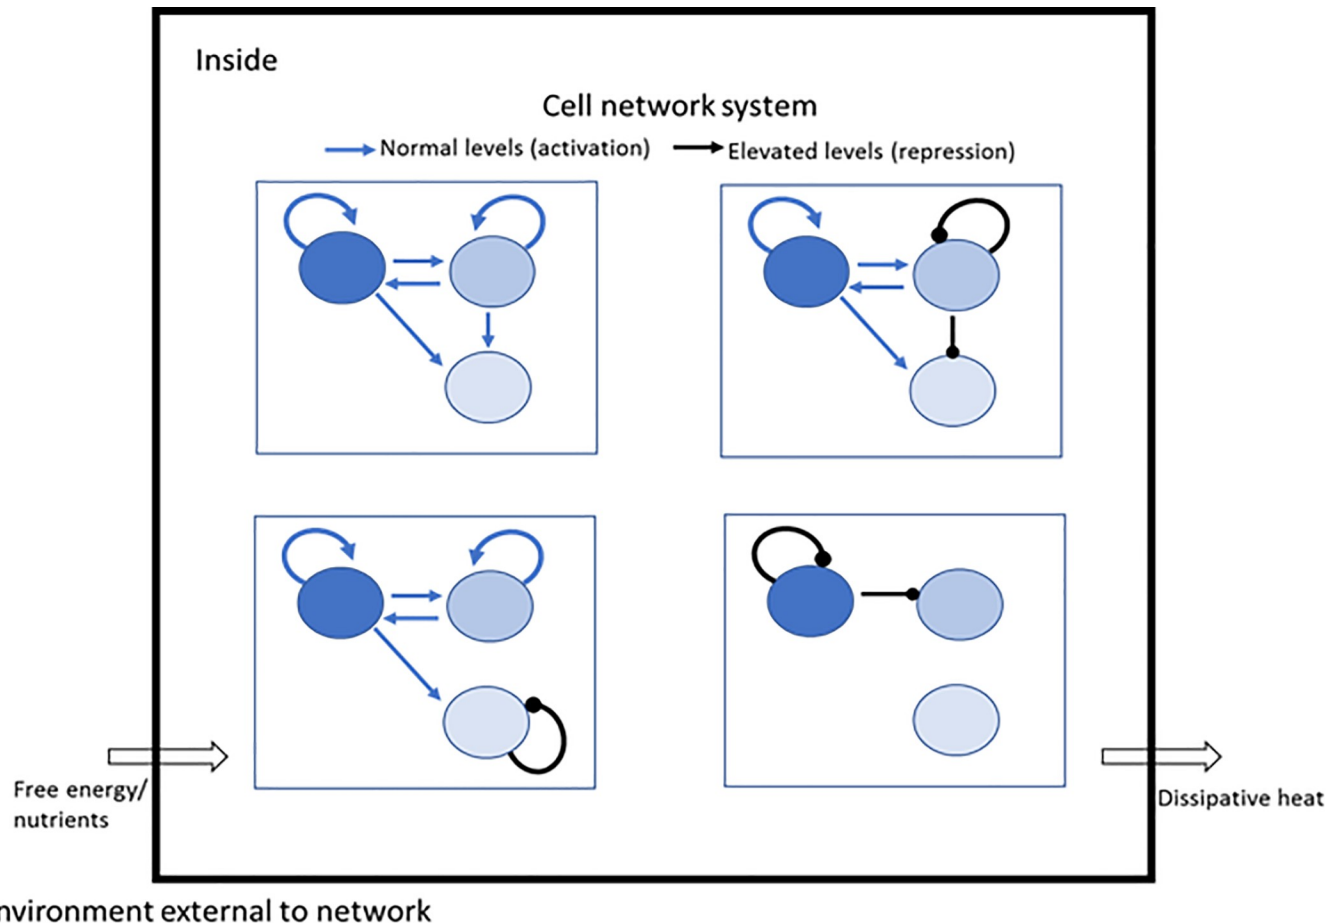 Inside
Cell network system
Normal levels (activation)
Elevated levels (repression)
Free energy/
nutrients
Dissipative heat
nvironment external to network